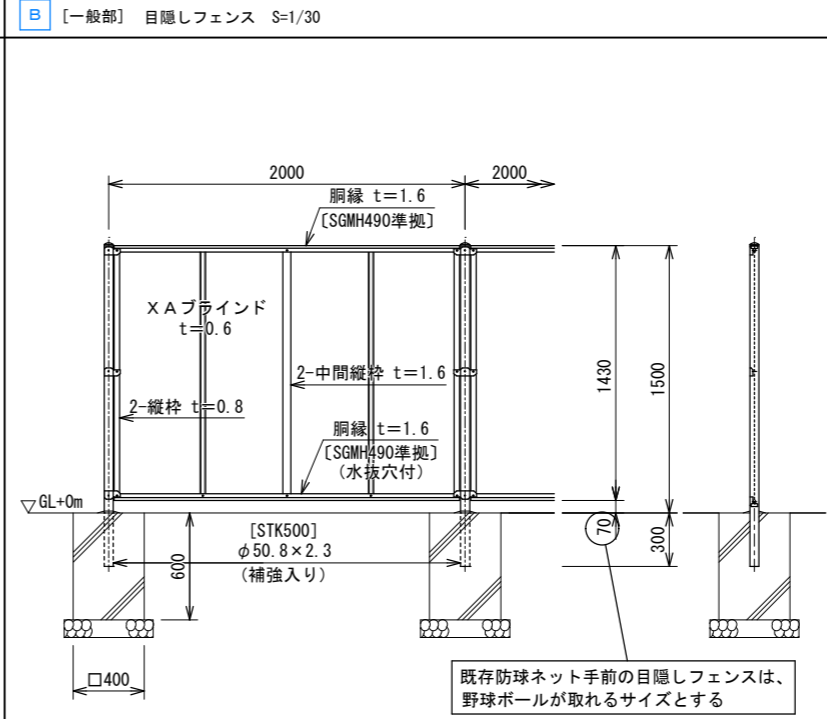 B [一般部] 目隠しフェンス S=1/30
2000
2000
胴縁 t=1.6
[SGMH490準拠]
XAブラインド
t=0.6
2-中間縦枠 t=1.6
2-縦枠 t=0.8
胴縁 t=1.6
[SGMH490準拠]
(水抜穴付)
1430
1500
▽GL+0m
[STK500]
φ50.8×2.3
(補強入り)
600
70
300
□400
既存防球ネット手前の目隠しフェンスは、
野球ボールが取れるサイズとする